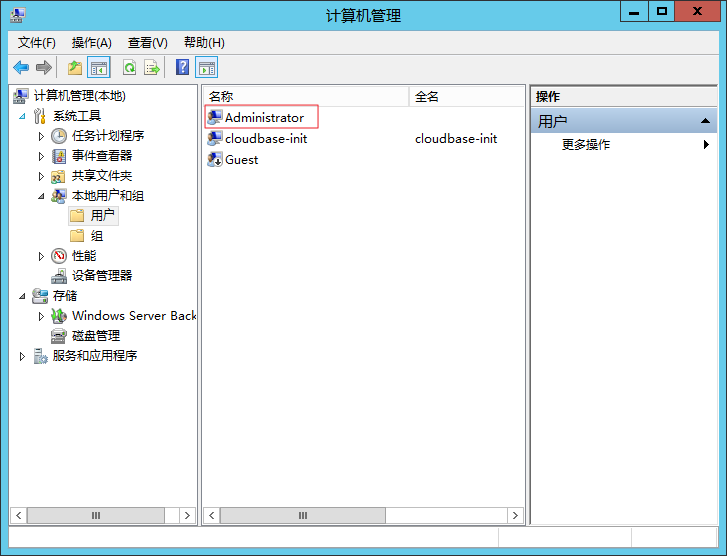 计算机管理
文件(F) 操作(A) 查看(V) 帮助(H)
计算机管理(本地)
系统工具
任务计划程序
事件查看器
共享文件夹
本地用户和组
用户
组
性能
设备管理器
存储
Windows Server Back
磁盘管理
服务和应用程序
名称 全名
Administrator
cloudbase-init cloudbase-init
Guest
操作
用户
更多操作